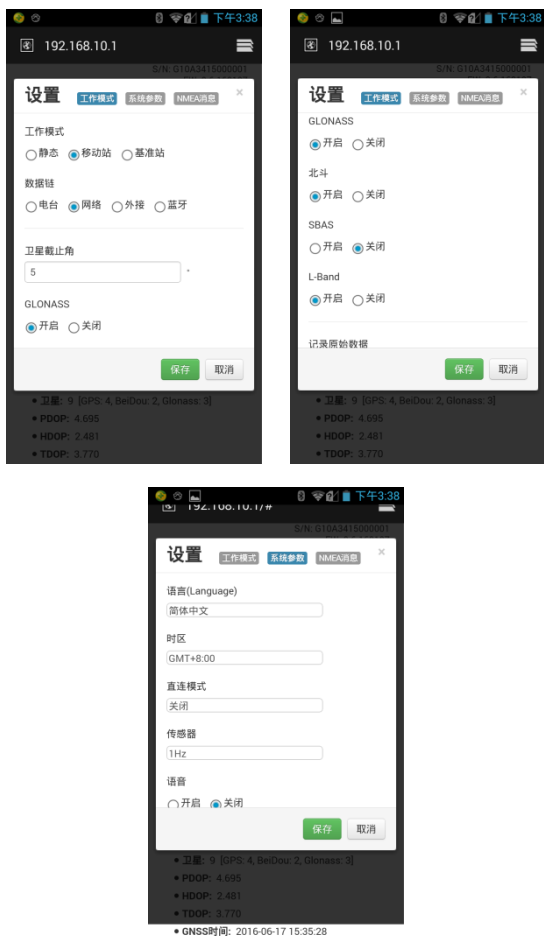 下午3:38
192.168.10.1
S/N: G10A3415000001
设置 工作模式 系统参数 NMEA消息 ×
工作模式
静态 移动站 基准站
数据链
电台 网络 外接 蓝牙
卫星截止角
5 °
GLONASS
开启 关闭
保存 取消
卫星: 9 [GPS: 4, BeiDou: 2, Glonass: 3]
PDOP: 4.695
HDOP: 2.481
TDOP: 3.770
下午3:38
192.168.10.1
S/N: G10A3415000001
设置 工作模式 系统参数 NMEA消息 ×
GLONASS
开启 关闭
北斗
开启 关闭
SBAS
开启 关闭
L-Band
开启 关闭
记录原始数据
保存 取消
卫星: 9 [GPS: 4, BeiDou: 2, Glonass: 3]
PDOP: 4.695
HDOP: 2.481
TDOP: 3.770
下午3:38
192.168.10.1/#
S/N: G10A3415000001
设置 工作模式 系统参数 NMEA消息 ×
语言(Language)
简体中文
时区
GMT+8:00
直连模式
关闭
传感器
1Hz
语音
开启 关闭
保存 取消
卫星: 9 [GPS: 4, BeiDou: 2, Glonass: 3]
PDOP: 4.695
HDOP: 2.481
TDOP: 3.770
GNSS时间: 2016-06-17 15:35:28